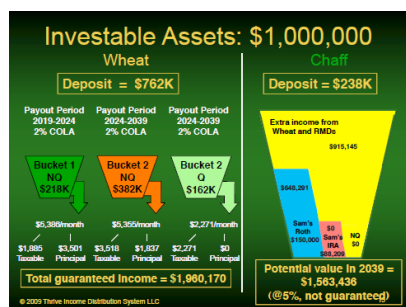 Investable Assets: $1,000,000
Wheat
Deposit = $762K
Payout Period
2019-2024
2% COLA
Payout Period
2024-2039
2% COLA
Payout Period
2024-2039
2% COLA
Bucket 1
NQ
$218K
Bucket 2
NQ
$382K
Bucket 2
Q
$162K
$5,386/month
$5,355/month
$2,271/month
$1,885
Taxable
$3,501
Principal
$3,518
Taxable
$1,837
Principal
$2,271
Taxable
$0
Principal
Total guaranteed Income = $1,960,170
© 2009 Thrive Income Distribution System LLC
Chaff
Deposit = $238K
Extra income from
Wheat and RMDs
$915,145
$648,291
Sam's
Roth
$150,000
$0
Sam's
IRA
$88,209
NQ
$0
Potential value in 2039 =
$1,563,436
(@5%, not guaranteed)